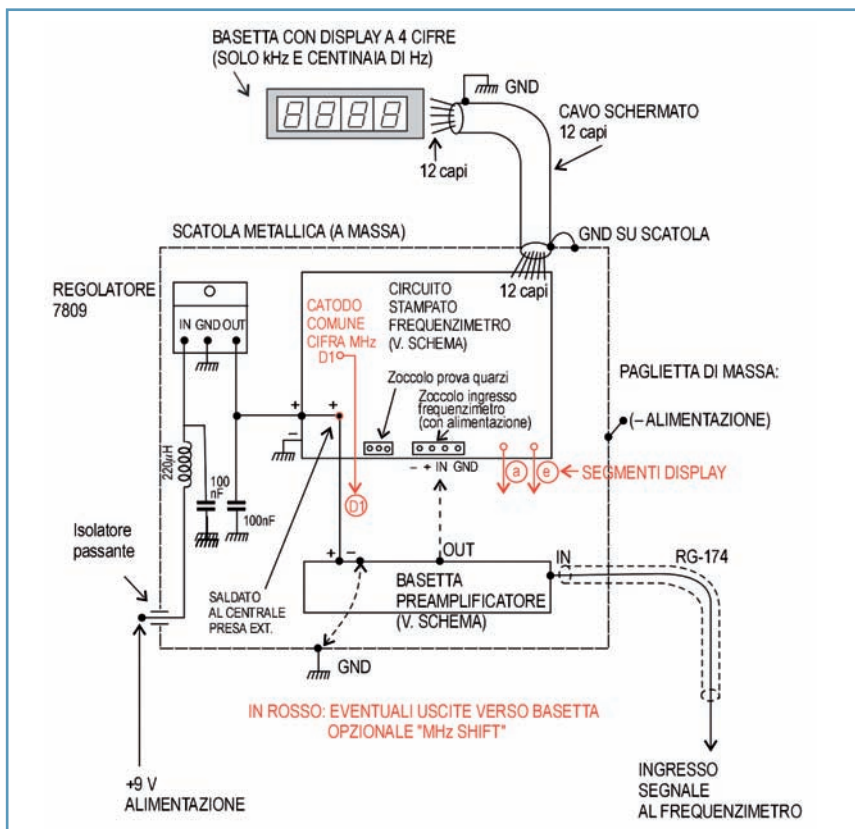 BASETTA CON DISPLAY A 4 CIFRE
(SOLO kHz E CENTINAIA DI Hz)
GND
CAVO SCHERMATO
12 capi
12 capi
SCATOLA METALLICA (A MASSA)
GND SU SCATOLA
12 capi
REGOLATORE
7809
IN GND OUT
CATODO
COMUNE
CIFRA MHz
D1
CIRCUITO
STAMPATO
FREQUENZIMETRO
(V. SCHEMA)
Zoccolo prova quarzi
Zoccolo ingresso
frequenzimetro
(con alimentazione)
PAGLIETTA DI MASSA:
(– ALIMENTAZIONE)
+ +
–
– + IN GND
a e SEGMENTI DISPLAY
D1
220µH
100
nF
100nF
Isolatore
passante
SALDATO
AL CENTRALE
PRESA EXT.
+ –
OUT
IN
RG-174
BASETTA
PREAMPLIFICATORE
(V. SCHEMA)
GND
IN ROSSO: EVENTUALI USCITE VERSO BASETTA
OPZIONALE "MHz SHIFT"
+9 V
ALIMENTAZIONE
INGRESSO
SEGNALE
AL FREQUENZIMETRO